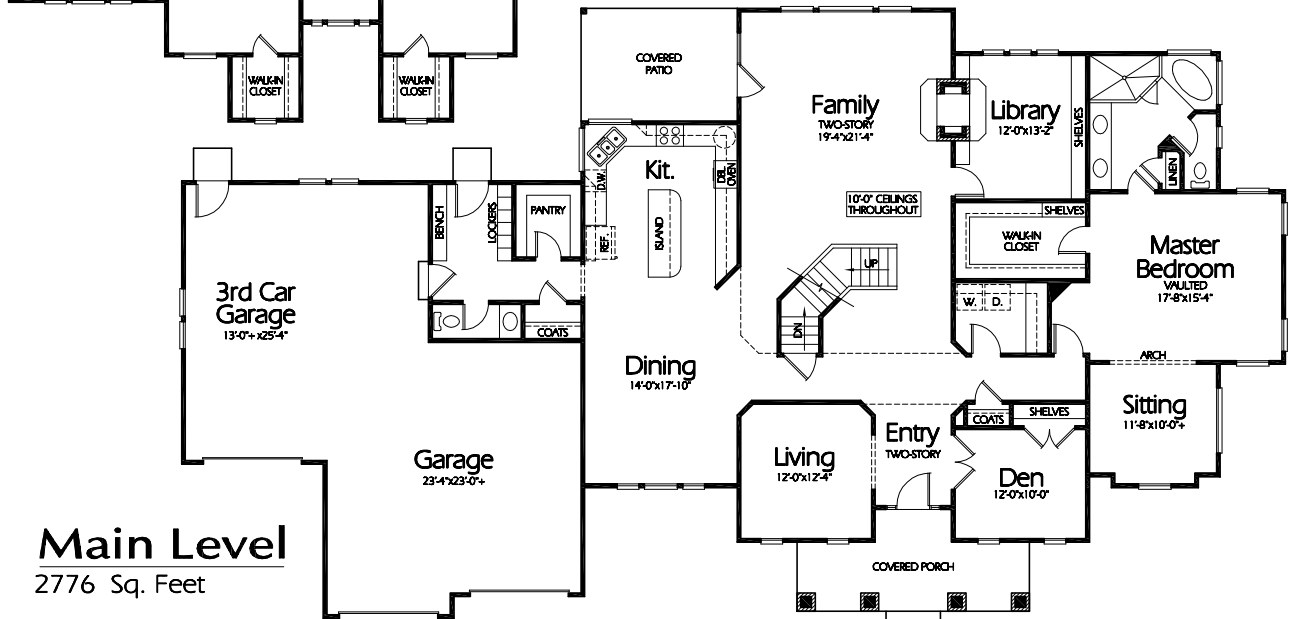 WALK-IN
CLOSET
WALK-IN
CLOSET
COVERED
PATIO
Family
TWO-STORY
19'-4"x21'-4"
Library
12'-0"x13'-2"
SHELVES
LINEN
Kit.
D.W.
DBL.
OVEN
ISLAND
REF.
10'-0" CEILINGS
THROUGHOUT
BENCH
LOCKERS
PANTRY
COATS
SHELVES
WALK-IN
CLOSET
Master
Bedroom
VAULTED
17'-8"x15'-4"
UP
DN
W.
D.
3rd Car
Garage
13'-0"+x25'-4"
Dining
14'-0"x17'-10"
ARCH
Sitting
11'-8"x10'-0"+
COATS
SHELVES
Entry
TWO-STORY
Living
12'-0"x12'-4"
Den
12'-0"x10'-0"
Garage
23'-4"x23'-0"+
COVERED PORCH
Main Level
2776 Sq. Feet